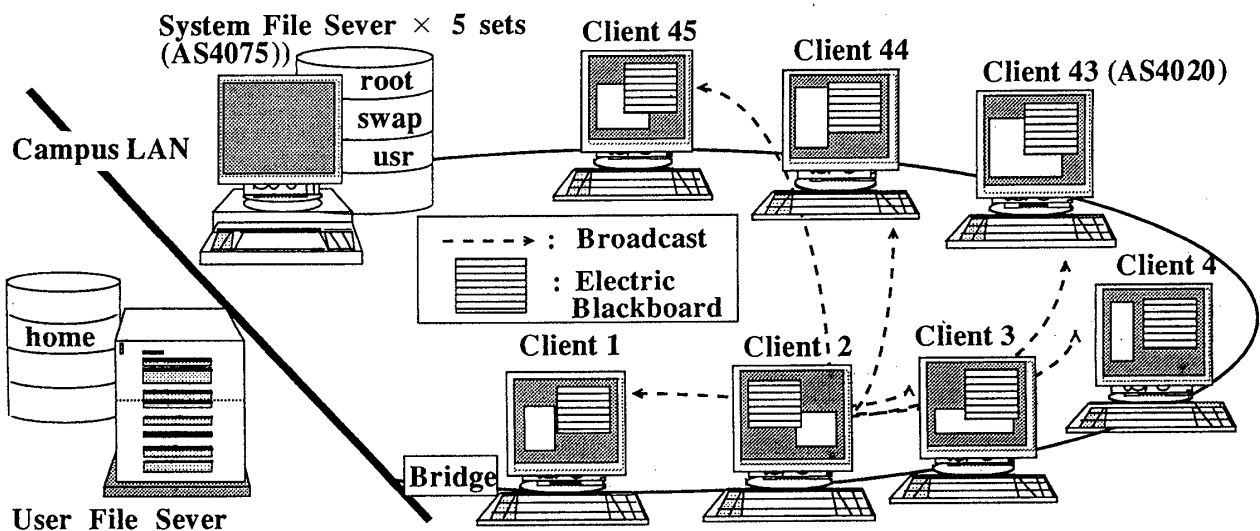 System File Sever × 5 sets
(AS4075))
root
swap
usr
Client 45
Client 44
Client 43 (AS4020)
Campus LAN
: Broadcast
: Electric
Blackboard
Client 4
home
Client 1
Client 2
Client 3
Bridge
User File Sever